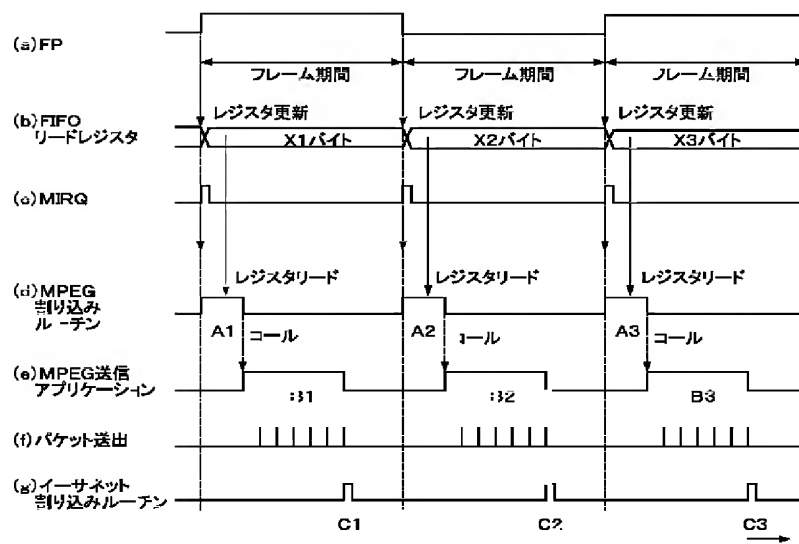 (a)FP
フレーム期間 フレーム期間 フレーム期間
レジスタ更新 レジスタ更新 レジスタ更新
(b)FIFO
リードレジスタ
X1バイト X2バイト X3バイト
(c)MIRQ
レジスタリード レジスタリード レジスタリード
(d)MPEG
割り込み
ルーチン
A1 コール A2 コール A3 コール
(e)MPEG送信
アプリケーション
B1 B2 B3
(f)パケット送出
(g)イーサネット
割り込みルーチン
C1 C2 C3